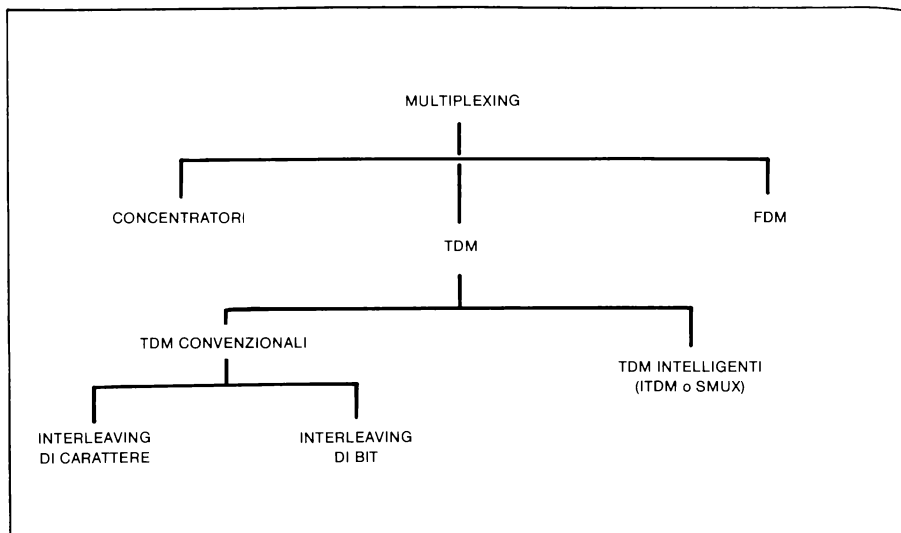 MULTIPLEXING
CONCENTRATORI
FDM
TDM
TDM CONVENZIONALI
TDM INTELLIGENTI
(ITDM o SMUX)
INTERLEAVING
DI CARATTERE
INTERLEAVING
DI BIT